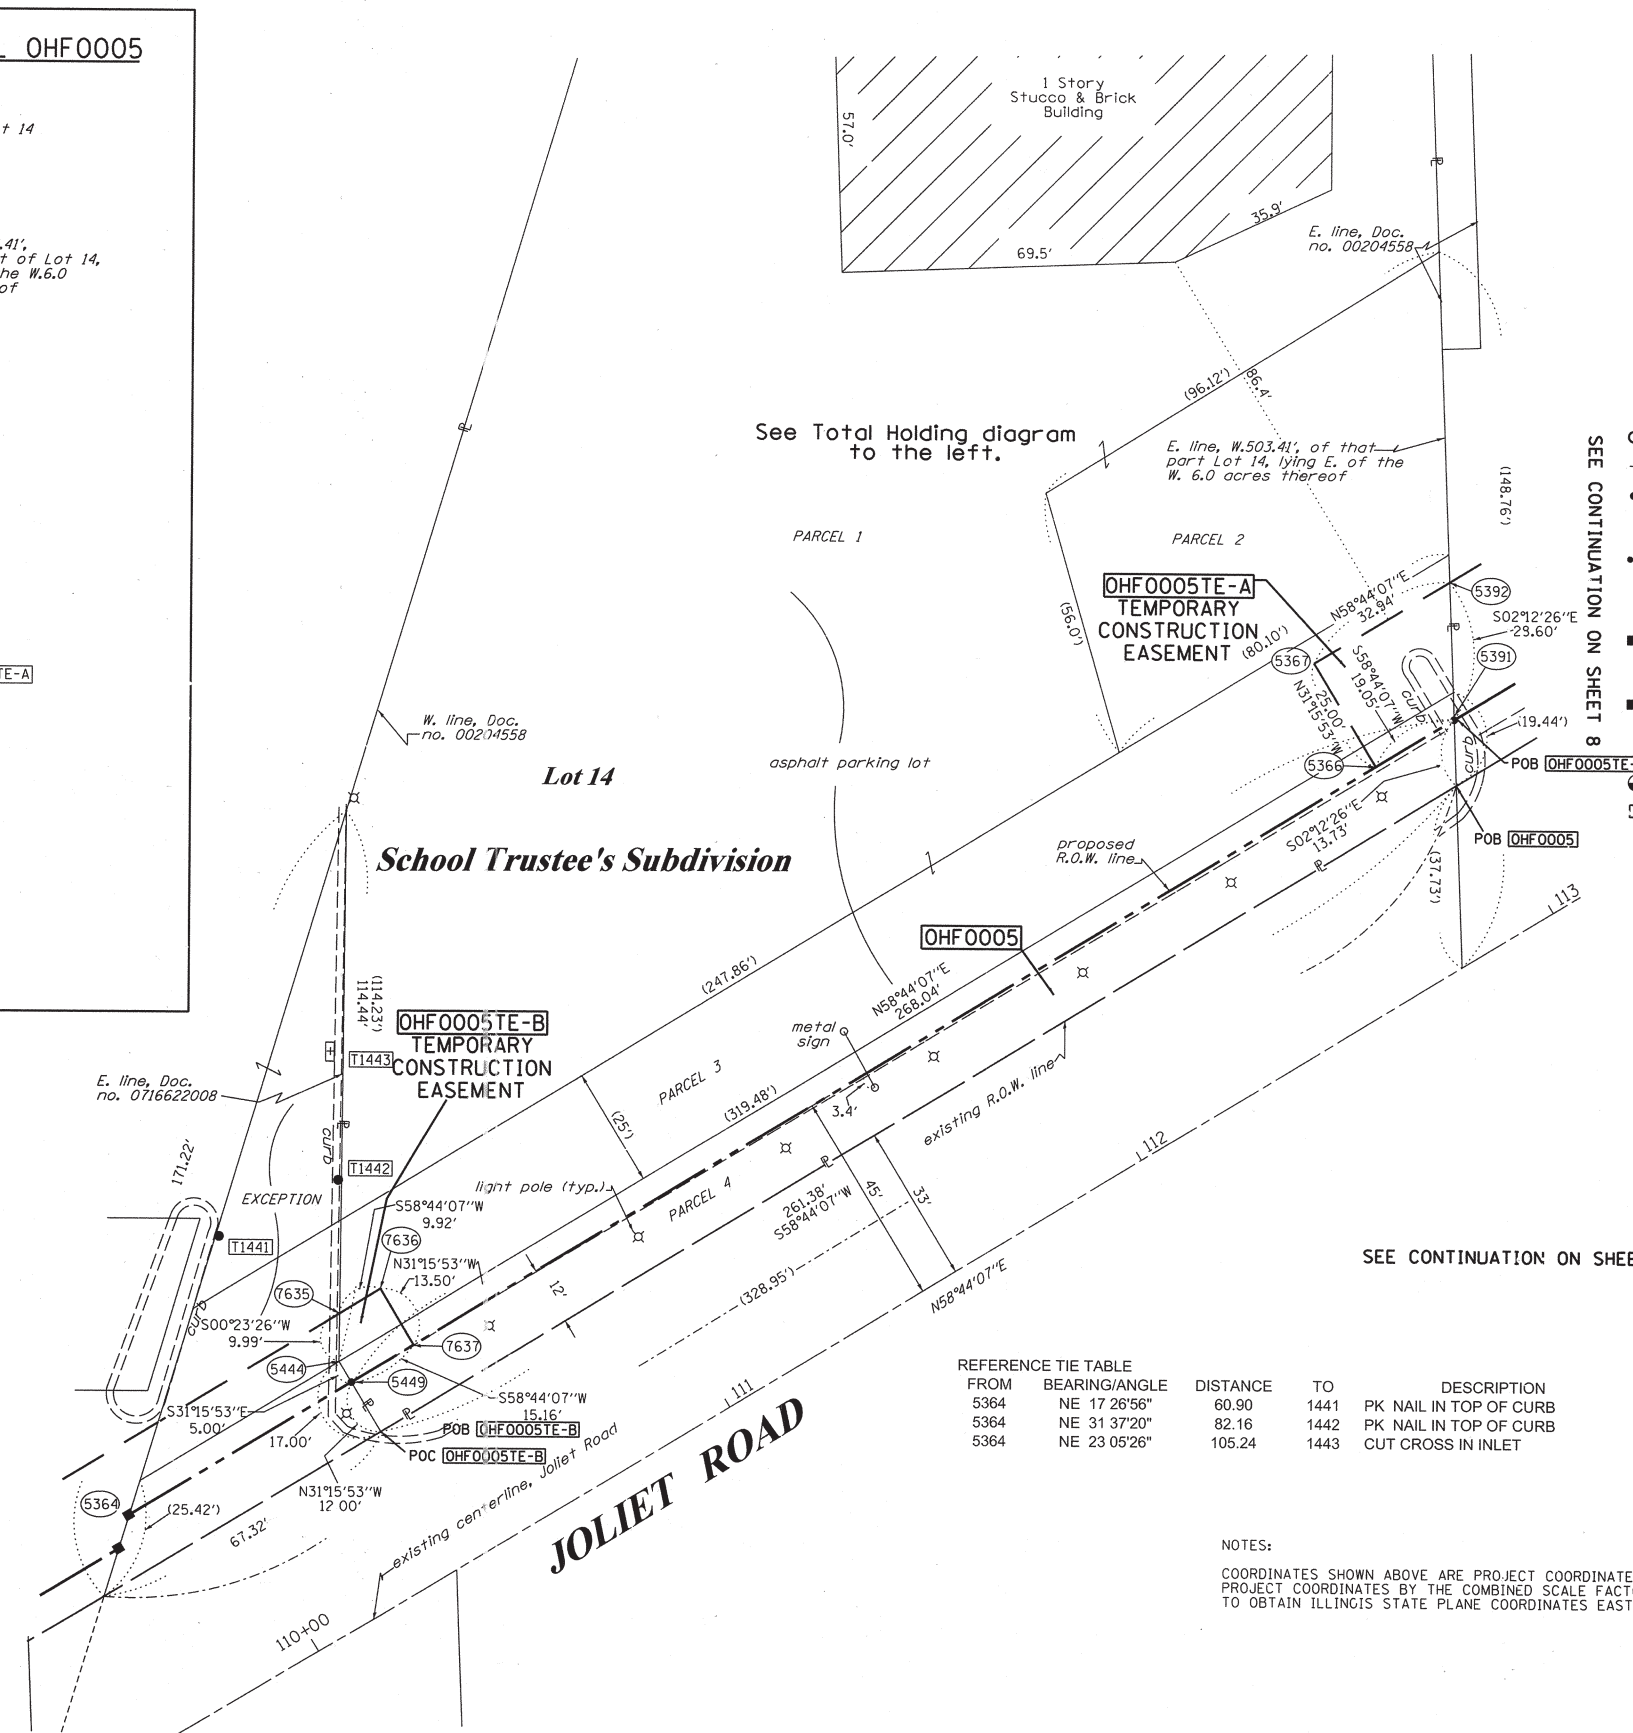 OHF0005
t 14
.41',
t of Lot 14,
he W.6.0
of
TE-A
1 Story
Stucco & Brick
Building
57.0'
69.5'
35.9'
E. line, Doc.
no. 00204558
(96.12')
86.4'
See Total Holding diagram
to the left.
E. line, W.503.41', of that
part Lot 14, lying E. of the
W. 6.0 acres thereof
(148.76')
SEE CONTINUATION ON SHEET 8
PARCEL 1
PARCEL 2
OHF0005TE-A
TEMPORARY
CONSTRUCTION
EASEMENT
(56.0')
(80.10')
N58°44'07"E
32.94'
5392
S02°12'26"E
28.60'
5391
5367
S58°44'07"W
19.05'
25.00'
N31°15'53"W
curb
(19.44')
curb
5366
POB OHF0005TE-
W. line, Doc.
no. 00204558
Lot 14
asphalt parking lot
School Trustee's Subdivision
proposed
R.O.W. line
S02°12'26"E
13.73'
POB OHF0005
(37.73')
113
OHF0005
(247.86')
N58°44'07"E
268.04'
(114.23')
114.44'
OHF0005TE-B
TEMPORARY
CONSTRUCTION
EASEMENT
metal
sign
T1443
E. line, Doc.
no. 0716622008
PARCEL 3
(319.48')
3.4'
existing R.O.W. line
(25')
112
curb
171.22'
T1442
EXCEPTION
light pole (typ.)
PARCEL 4
261.38'
S58°44'07"W
45'
33'
S58°44'07"W
9.92'
T1441
7636
N31°15'53"W
13.50'
SEE CONTINUATION ON SHEE
(328.95')
N58°44'07"E
7635
12'
curb
S00°23'26"W
9.99'
7637
5444
5449
S58°44'07"W
15.16'
111
S31°15'53"E
5.00'
17.00'
POB OHF0005TE-B
POC OHF0005TE-B
N31°15'53"W
12 00'
5364
(25.42')
67.32'
existing centerline, Joliet Road
JOLIET ROAD
110+00
REFERENCE TIE TABLE
FROM BEARING/ANGLE DISTANCE TO DESCRIPTION
5364 NE 17 26'56" 60.90 1441 PK NAIL IN TOP OF CURB
5364 NE 31 37'20" 82.16 1442 PK NAIL IN TOP OF CURB
5364 NE 23 05'26" 105.24 1443 CUT CROSS IN INLET
NOTES:
COORDINATES SHOWN ABOVE ARE PROJECT COORDINATE
PROJECT COORDINATES BY THE COMBINED SCALE FACT
TO OBTAIN ILLINOIS STATE PLANE COORDINATES EAST